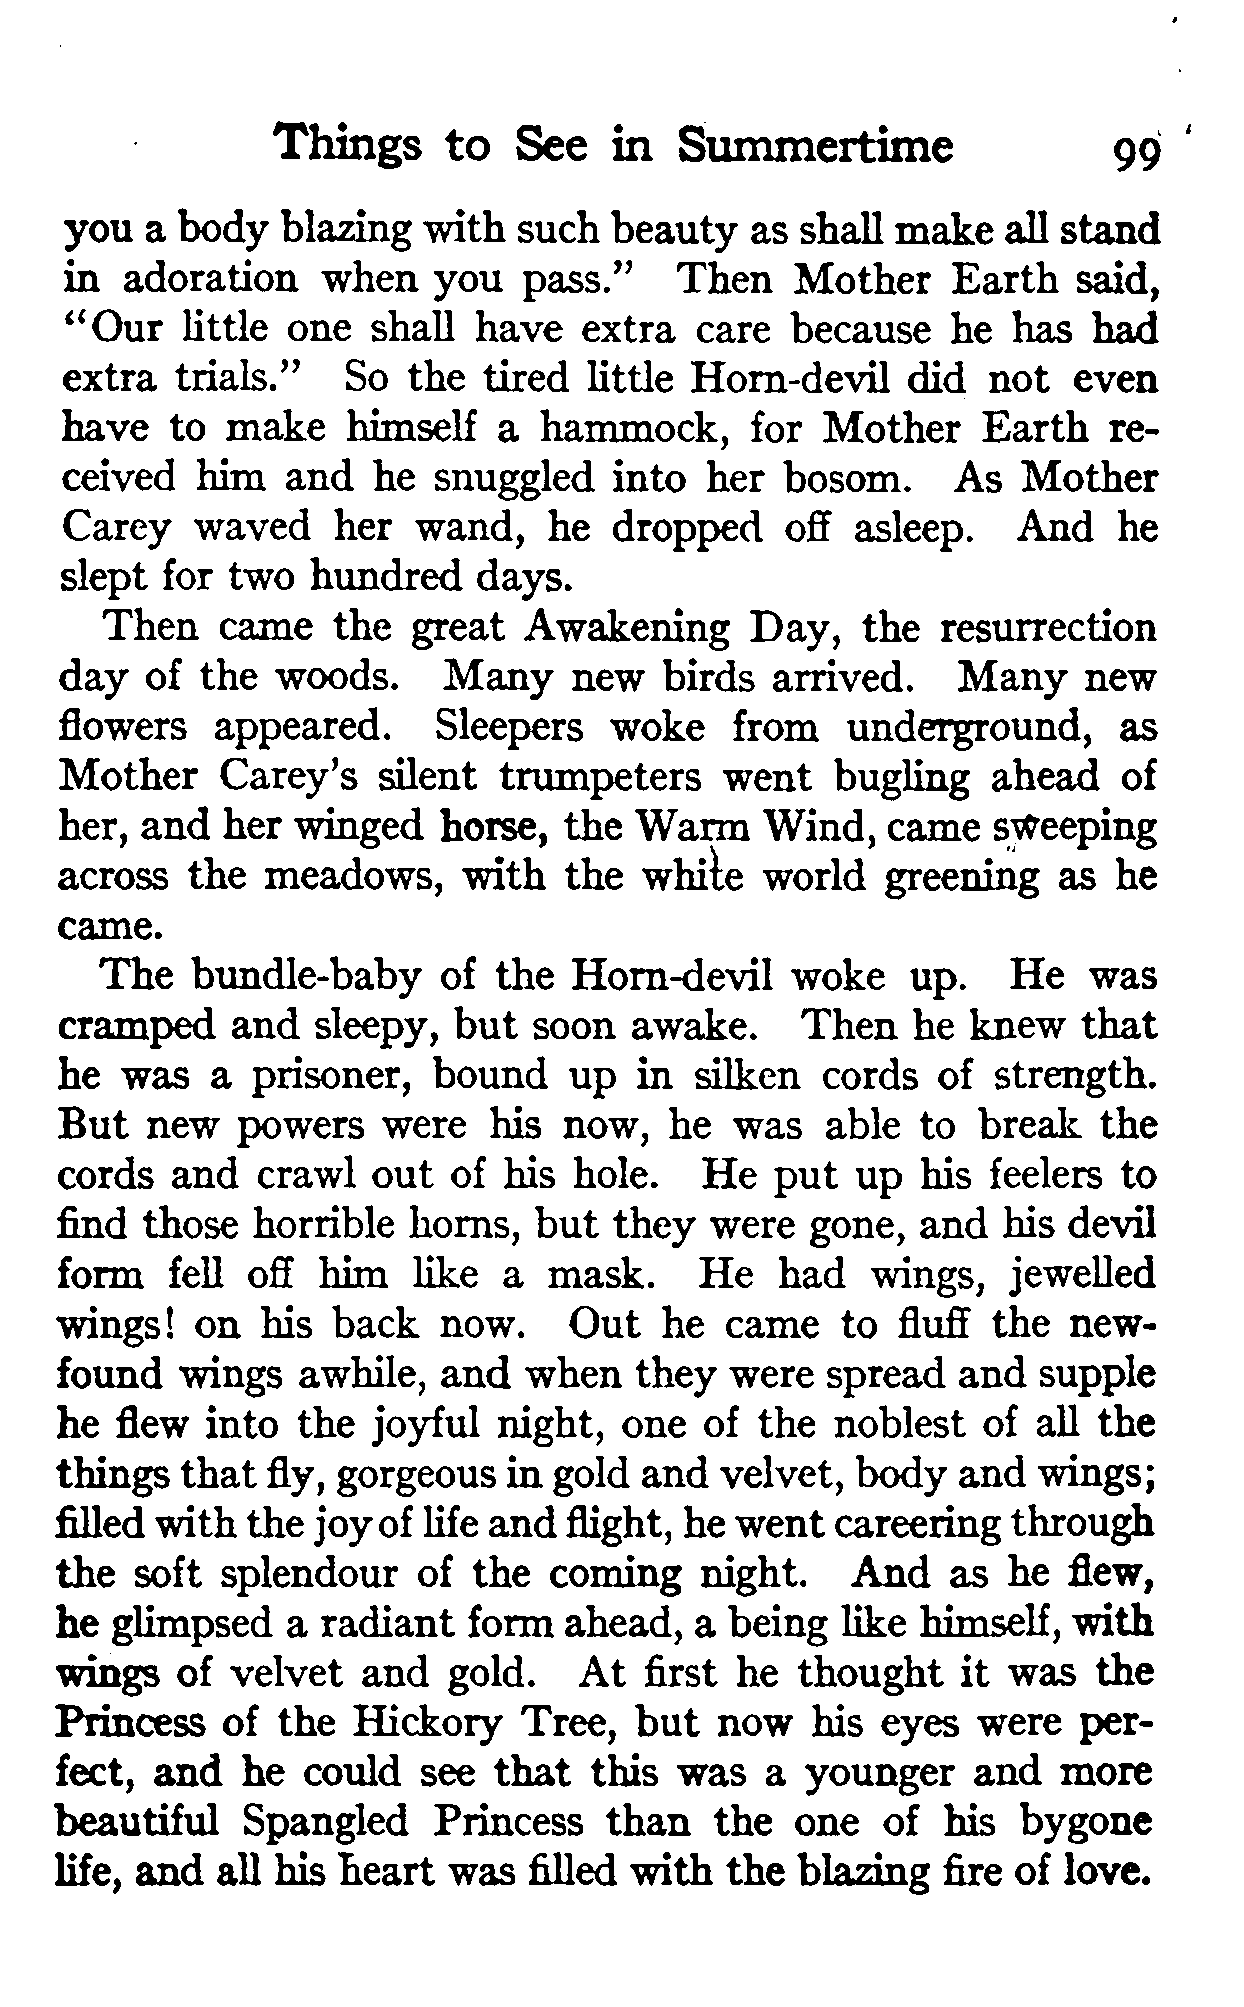 Things to See in Summertime 99
you a body blazing with such beauty as shall make all stand
in adoration when you pass.” Then Mother Earth said,
“Our little one shall have extra care because he has had
extra trials.” So the tired little Horn-devil did not even
have to make himself a hammock, for Mother Earth re-
ceived him and he snuggled into her bosom. As Mother
Carey waved her wand, he dropped off asleep. And he
slept for two hundred days.
Then came the great Awakening Day, the resurrection
day of the woods. Many new birds arrived. Many new
flowers appeared. Sleepers woke from underground, as
Mother Carey’s silent trumpeters went bugling ahead of
her, and her winged horse, the Warm Wind, came sweeping
across the meadows, with the white world greening as he
came.
The bundle-baby of the Horn-devil woke up. He was
cramped and sleepy, but soon awake. Then he knew that
he was a prisoner, bound up in silken cords of strength.
But new powers were his now, he was able to break the
cords and crawl out of his hole. He put up his feelers to
find those horrible horns, but they were gone, and his devil
form fell off him like a mask. He had wings, jewelled
wings! on his back now. Out he came to fluff the new-
found wings awhile, and when they were spread and supple
he flew into the joyful night, one of the noblest of all the
things that fly, gorgeous in gold and velvet, body and wings;
filled with the joy of life and flight, he went careering through
the soft splendour of the coming night. And as he flew,
he glimpsed a radiant form ahead, a being like himself, with
wings of velvet and gold. At first he thought it was the
Princess of the Hickory Tree, but now his eyes were per-
fect, and he could see that this was a younger and more
beautiful Spangled Princess than the one of his bygone
life, and all his heart was filled with the blazing fire of love.